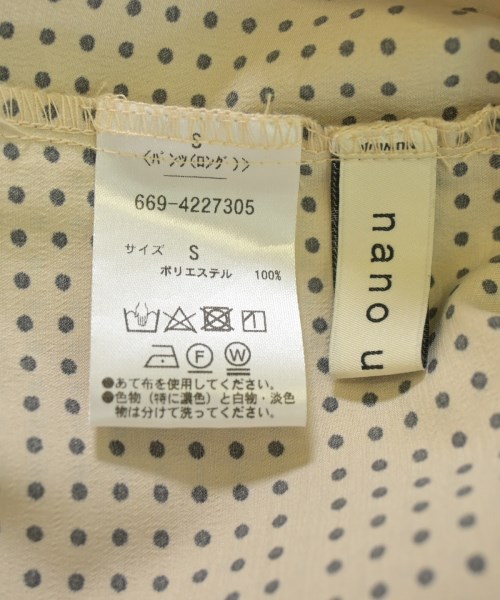 S
〈パンツ〈ロング〉〉
669-4227305
サイズ S
ポリエステル 100%
F W
●あて布を使用してください。
●色物（特に濃色）と白物・淡色
物は分けて洗ってください。
nano u